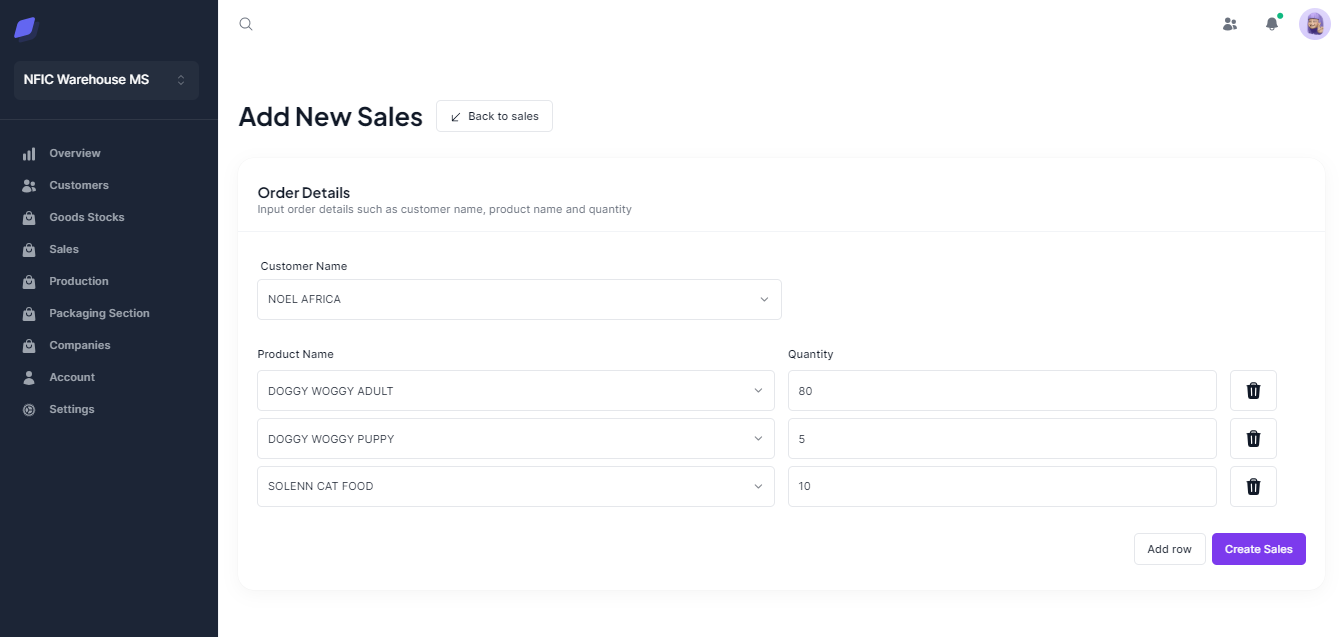 NFIC Warehouse MS
Overview
Customers
Goods Stocks
Sales
Production
Packaging Section
Companies
Account
Settings
Add New Sales
Back to sales
Order Details
Input order details such as customer name, product name and quantity
Customer Name
NOEL AFRICA
Product Name Quantity
DOGGY WOGGY ADULT 80
DOGGY WOGGY PUPPY 5
SOLENN CAT FOOD 10
Add row Create Sales